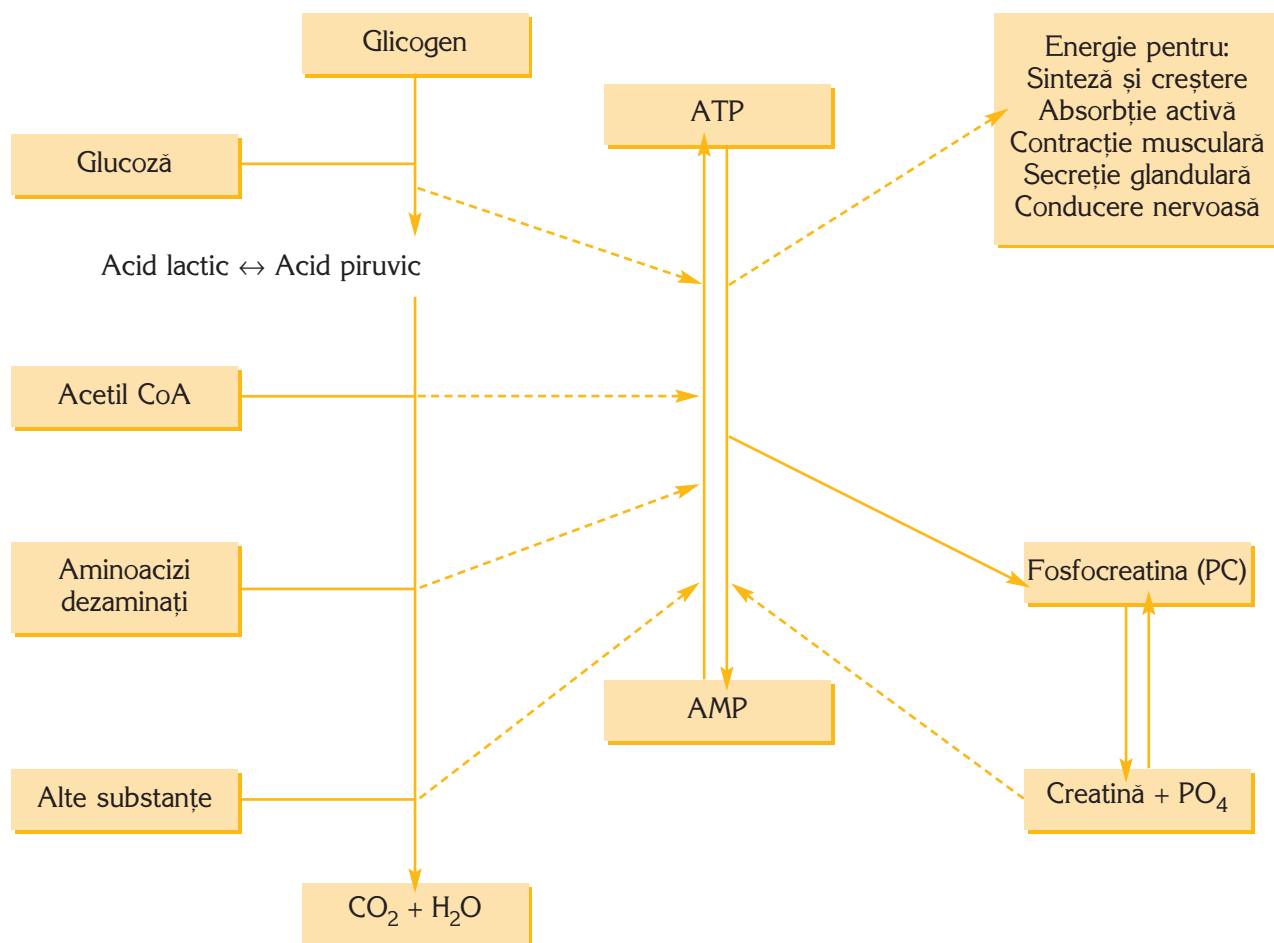 Glicogen
Energie pentru:
Sinteză și creștere
Absorbție activă
Contracție musculară
Secreție glandulară
Conducere nervoasă
ATP
Glucoză
Acid lactic ↔ Acid piruvic
Acetil CoA
Aminoacizi
dezaminați
Fosfocreatina (PC)
AMP
Alte substanțe
Creatină + PO₄
CO₂ + H₂O